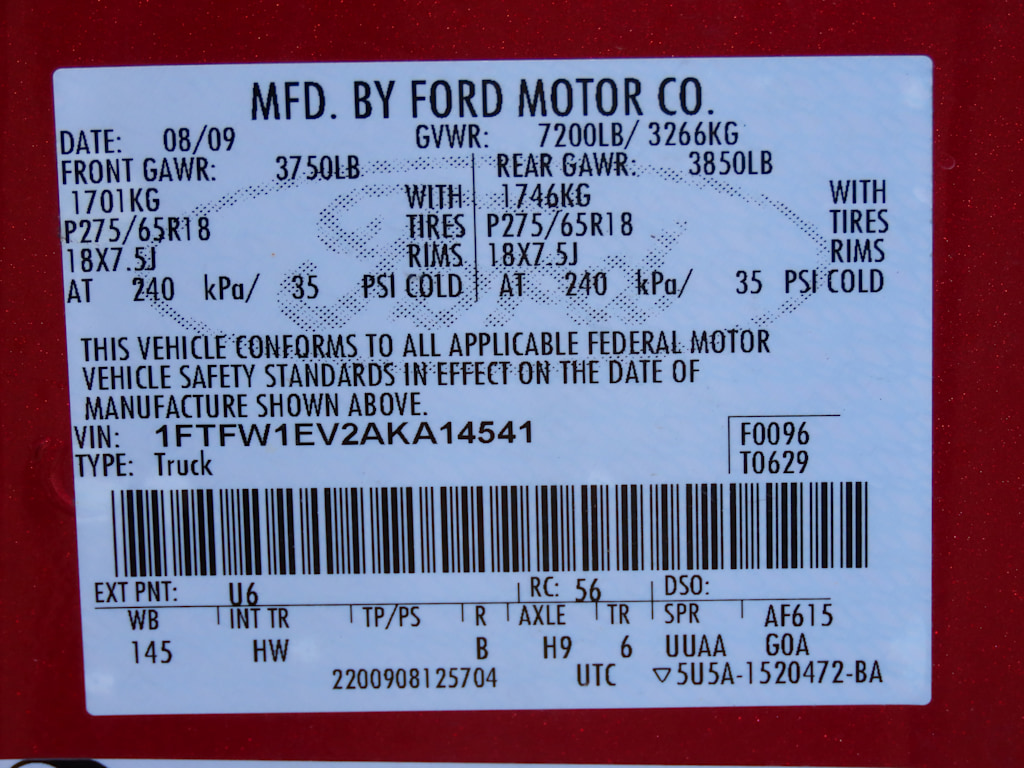 MFD. BY FORD MOTOR CO.
DATE: 08/09 GVWR: 7200LB/ 3266KG
FRONT GAWR: 3750LB REAR GAWR: 3850LB
1701KG WITH 1746KG WITH
P275/65R18 TIRES P275/65R18 TIRES
18X7.5J RIMS 18X7.5J RIMS
AT 240 kPa/ 35 PSI COLD AT 240 kPa/ 35 PSI COLD
THIS VEHICLE CONFORMS TO ALL APPLICABLE FEDERAL MOTOR
VEHICLE SAFETY STANDARDS IN EFFECT ON THE DATE OF
MANUFACTURE SHOWN ABOVE.
VIN: 1FTFW1EV2AKA14541 F0096
TYPE: Truck T0629
EXT PNT: U6 RC: 56 DSO:
WB INT TR TP/PS R AXLE TR SPR AF615
145 HW B H9 6 UUAA GOA
2200908125704 UTC ▽5U5A-1520472-BA